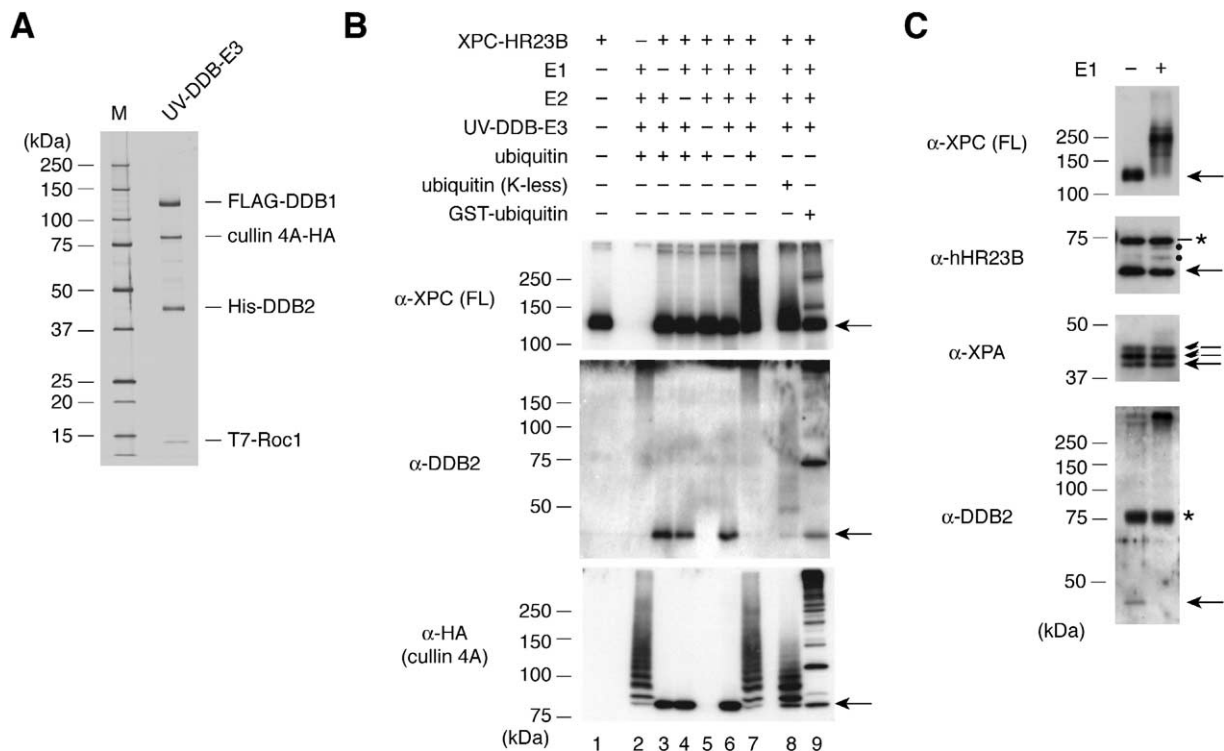 A
M
UV-DDB-E3
(kDa)
250 –
150 –
100 –
75 –
50 –
37 –
25 –
20 –
15 –
– FLAG-DDB1
– cullin 4A-HA
– His-DDB2
– T7-Roc1
B
XPC-HR23B + – + + + + + + +
E1 – + – + + + + + +
E2 – + + – + + + + +
UV-DDB-E3 – + + + – + + + +
ubiquitin – + + + + – + – –
ubiquitin (K-less) – – – – – – – + –
GST-ubiquitin – – – – – – – – +
α-XPC (FL)
250 –
150 –
100 –
α-DDB2
150 –
100 –
75 –
50 –
α-HA
(cullin 4A)
250 –
150 –
100 –
75 –
(kDa) 1 2 3 4 5 6 7 8 9
C
E1 – +
α-XPC (FL)
250 –
150 –
100 –
α-hHR23B
75 –
– *
α-XPA
50 –
37 –
α-DDB2
250 –
150 –
100 –
75 –
*
50 –
(kDa)